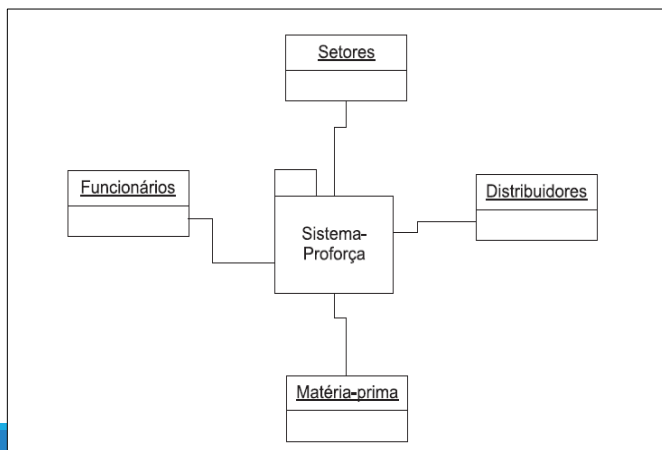 Setores
Funcionários
Distribuidores
Sistema-
Proforça
Matéria-prima